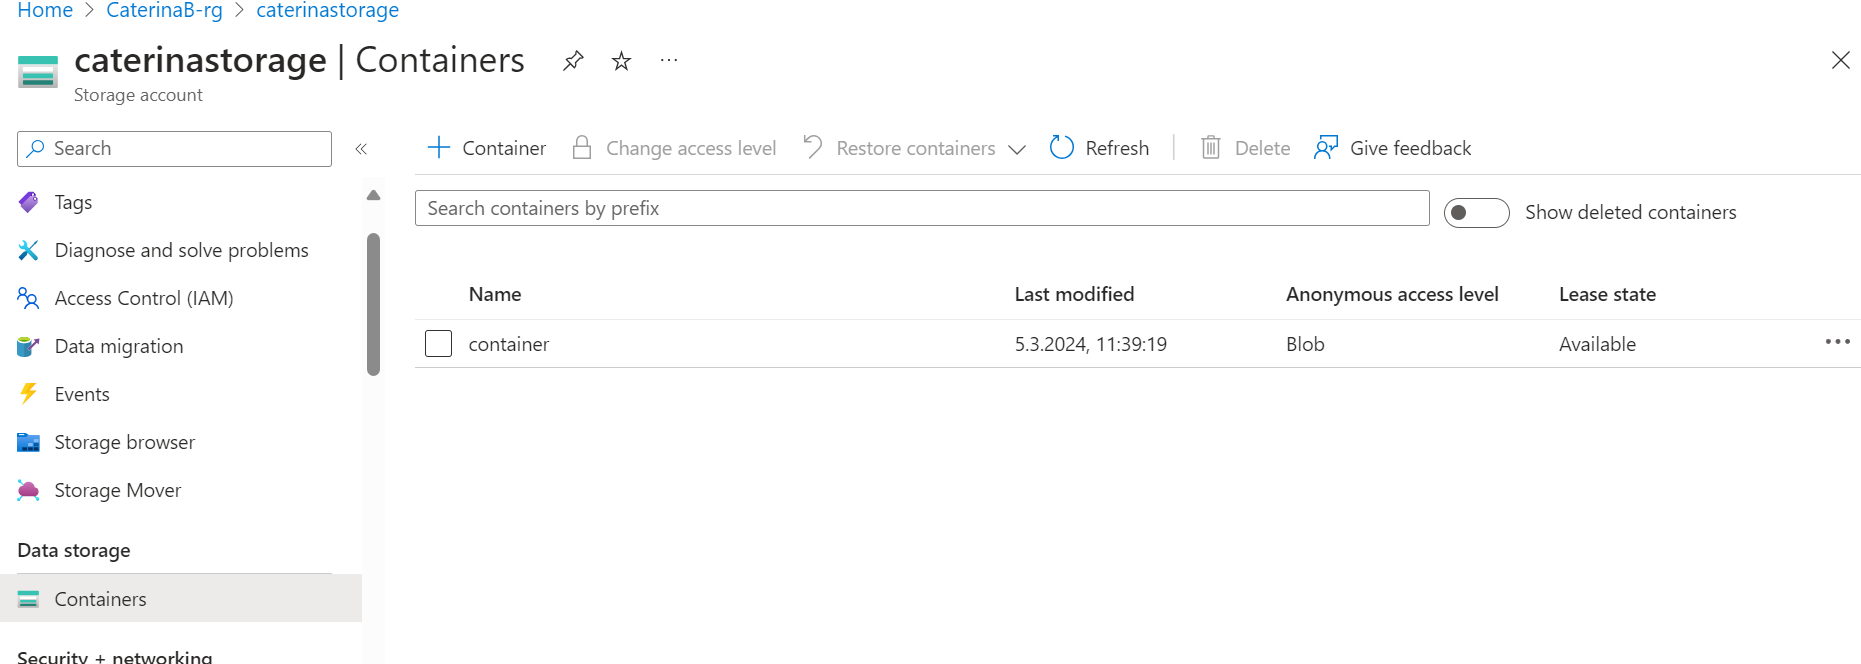 Home > CaterinaB-rg > caterinastorage
caterinastorage | Containers
Storage account
Search
Container
Change access level
Restore containers
Refresh
Delete
Give feedback
Tags
Diagnose and solve problems
Access Control (IAM)
Data migration
Events
Storage browser
Storage Mover
Data storage
Containers
Security + networking
Search containers by prefix
Show deleted containers
Name Last modified Anonymous access level Lease state
container 5.3.2024, 11:39:19 Blob Available